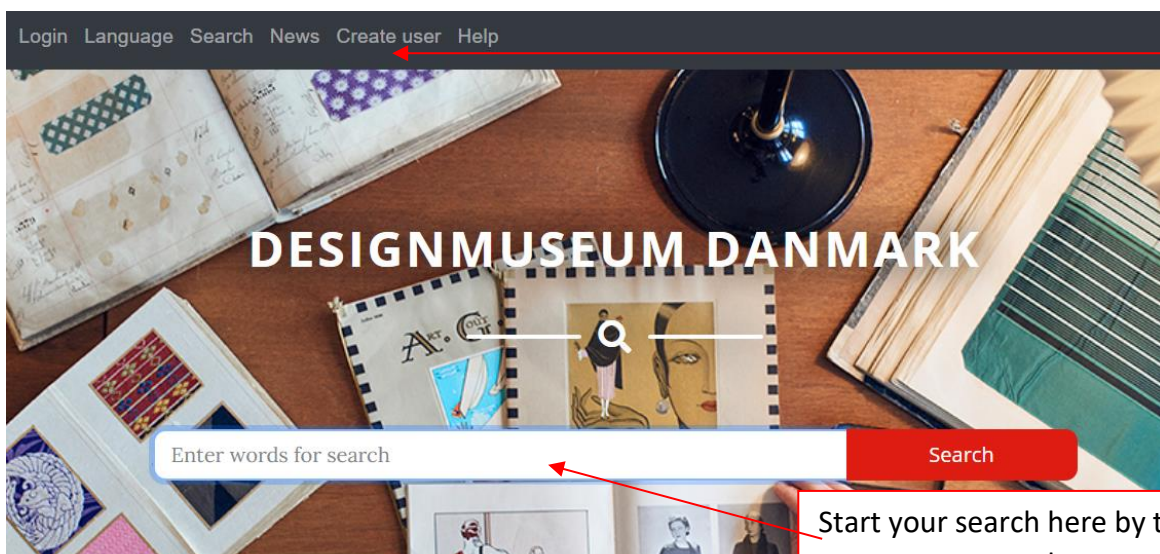 Login Language Search News Create user Help
DESIGNMUSEUM DANMARK
Enter words for search
Search
Start your search here by